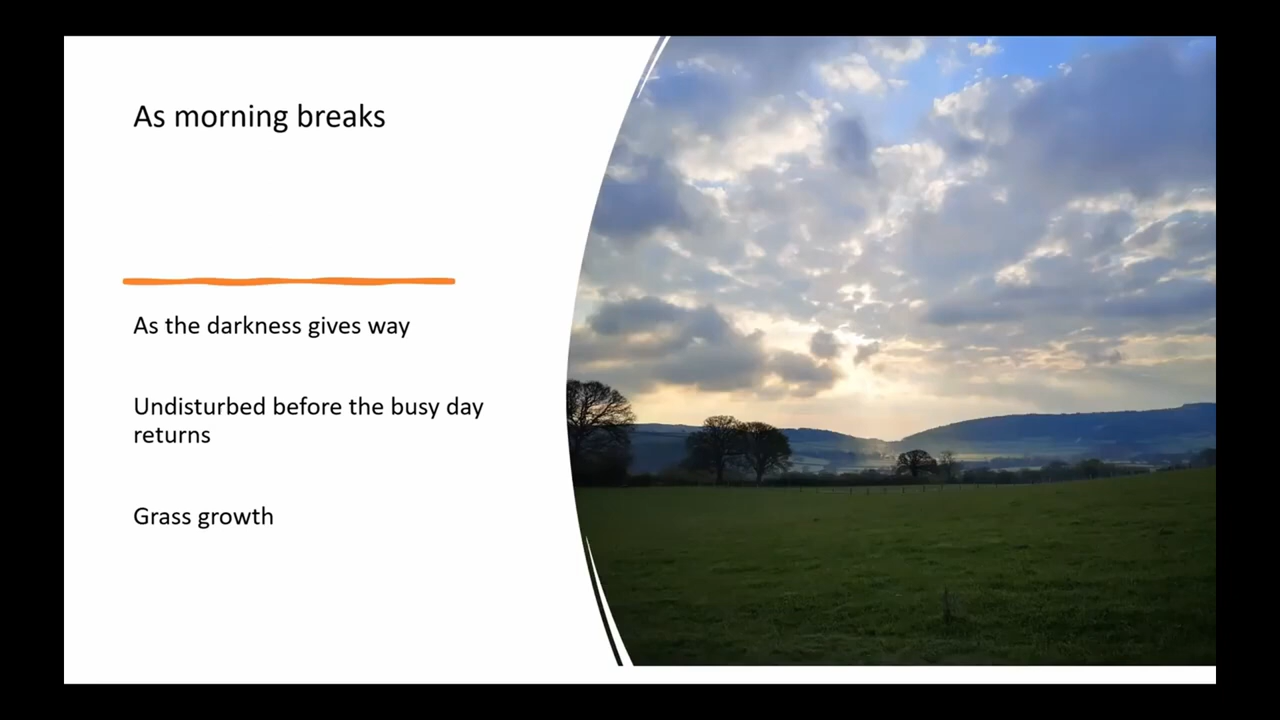 As morning breaks
As the darkness gives way
Undisturbed before the busy day
returns
Grass growth